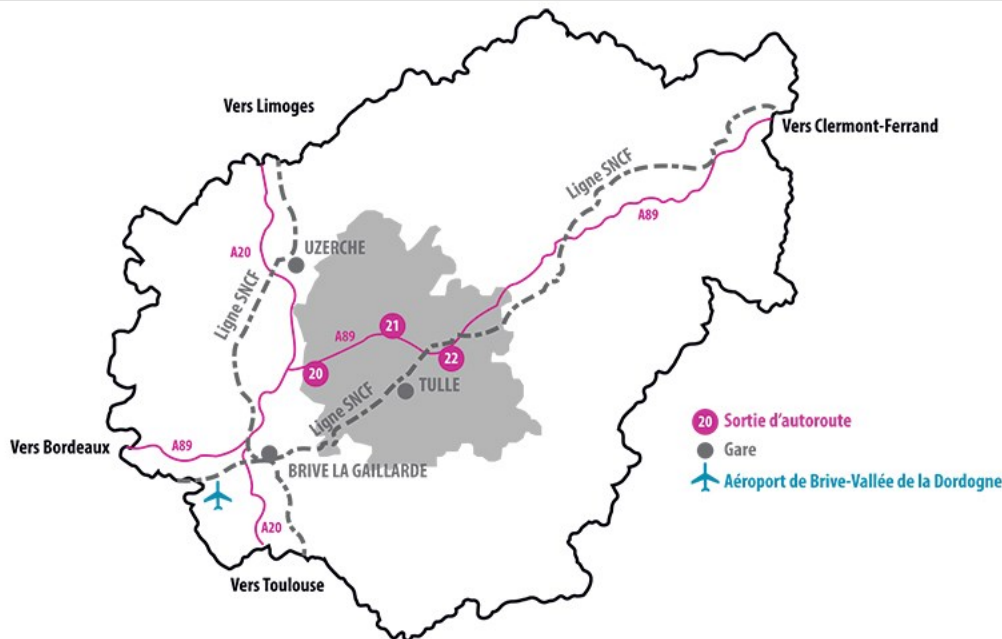 Vers Limoges
Vers Clermont-Ferrand
Ligne SNCF
A89
A20
UZERCHE
Ligne SNCF
21
A89
22
20
TULLE
Ligne SNCF
20 Sortie d'autoroute
Vers Bordeaux
A89
Gare
BRIVE LA GAILLARDE
Aéroport de Brive-Vallée de la Dordogne
A20
Vers Toulouse